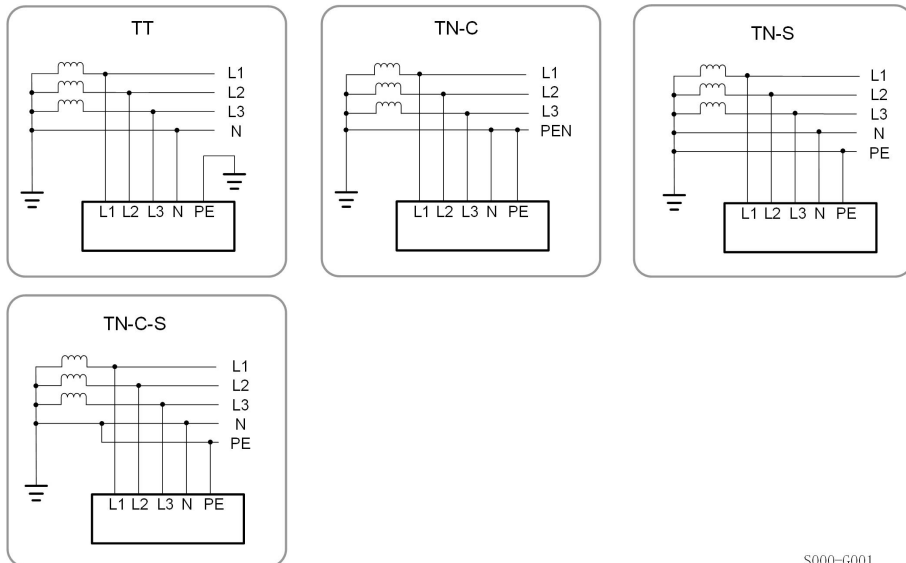 TT
L1
L2
L3
N
L1 L2 L3 N PE
TN-C
L1
L2
L3
PEN
L1 L2 L3 N PE
TN-S
L1
L2
L3
N
PE
L1 L2 L3 N PE
TN-C-S
L1
L2
L3
N
PE
L1 L2 L3 N PE
S000-G001